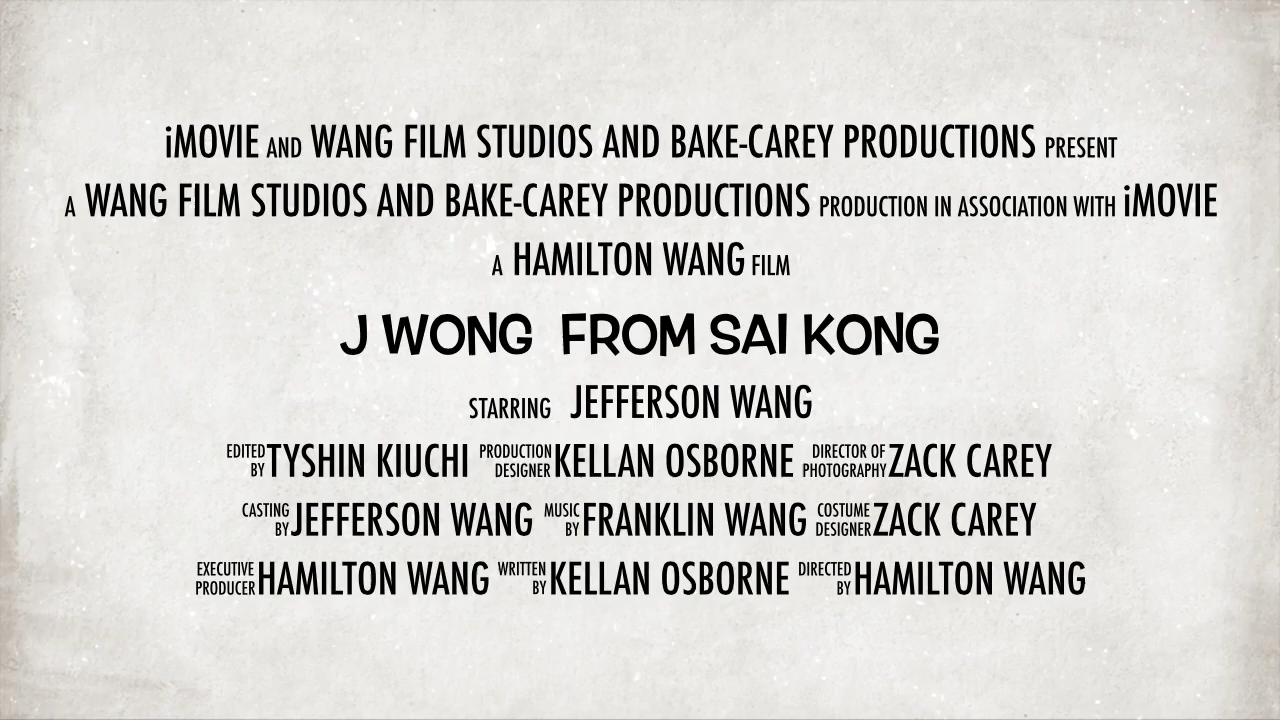 iMOVIE AND WANG FILM STUDIOS AND BAKE-CAREY PRODUCTIONS PRESENT
A WANG FILM STUDIOS AND BAKE-CAREY PRODUCTIONS PRODUCTION IN ASSOCIATION WITH iMOVIE
A HAMILTON WANG FILM
J WONG FROM SAI KONG
STARRING JEFFERSON WANG
EDITED BY TYSHIN KIUCHI PRODUCTION DESIGNER KELLAN OSBORNE DIRECTOR OF PHOTOGRAPHY ZACK CAREY
CASTING BY JEFFERSON WANG MUSIC BY FRANKLIN WANG COSTUME DESIGNER ZACK CAREY
EXECUTIVE PRODUCER HAMILTON WANG WRITTEN BY KELLAN OSBORNE DIRECTED BY HAMILTON WANG